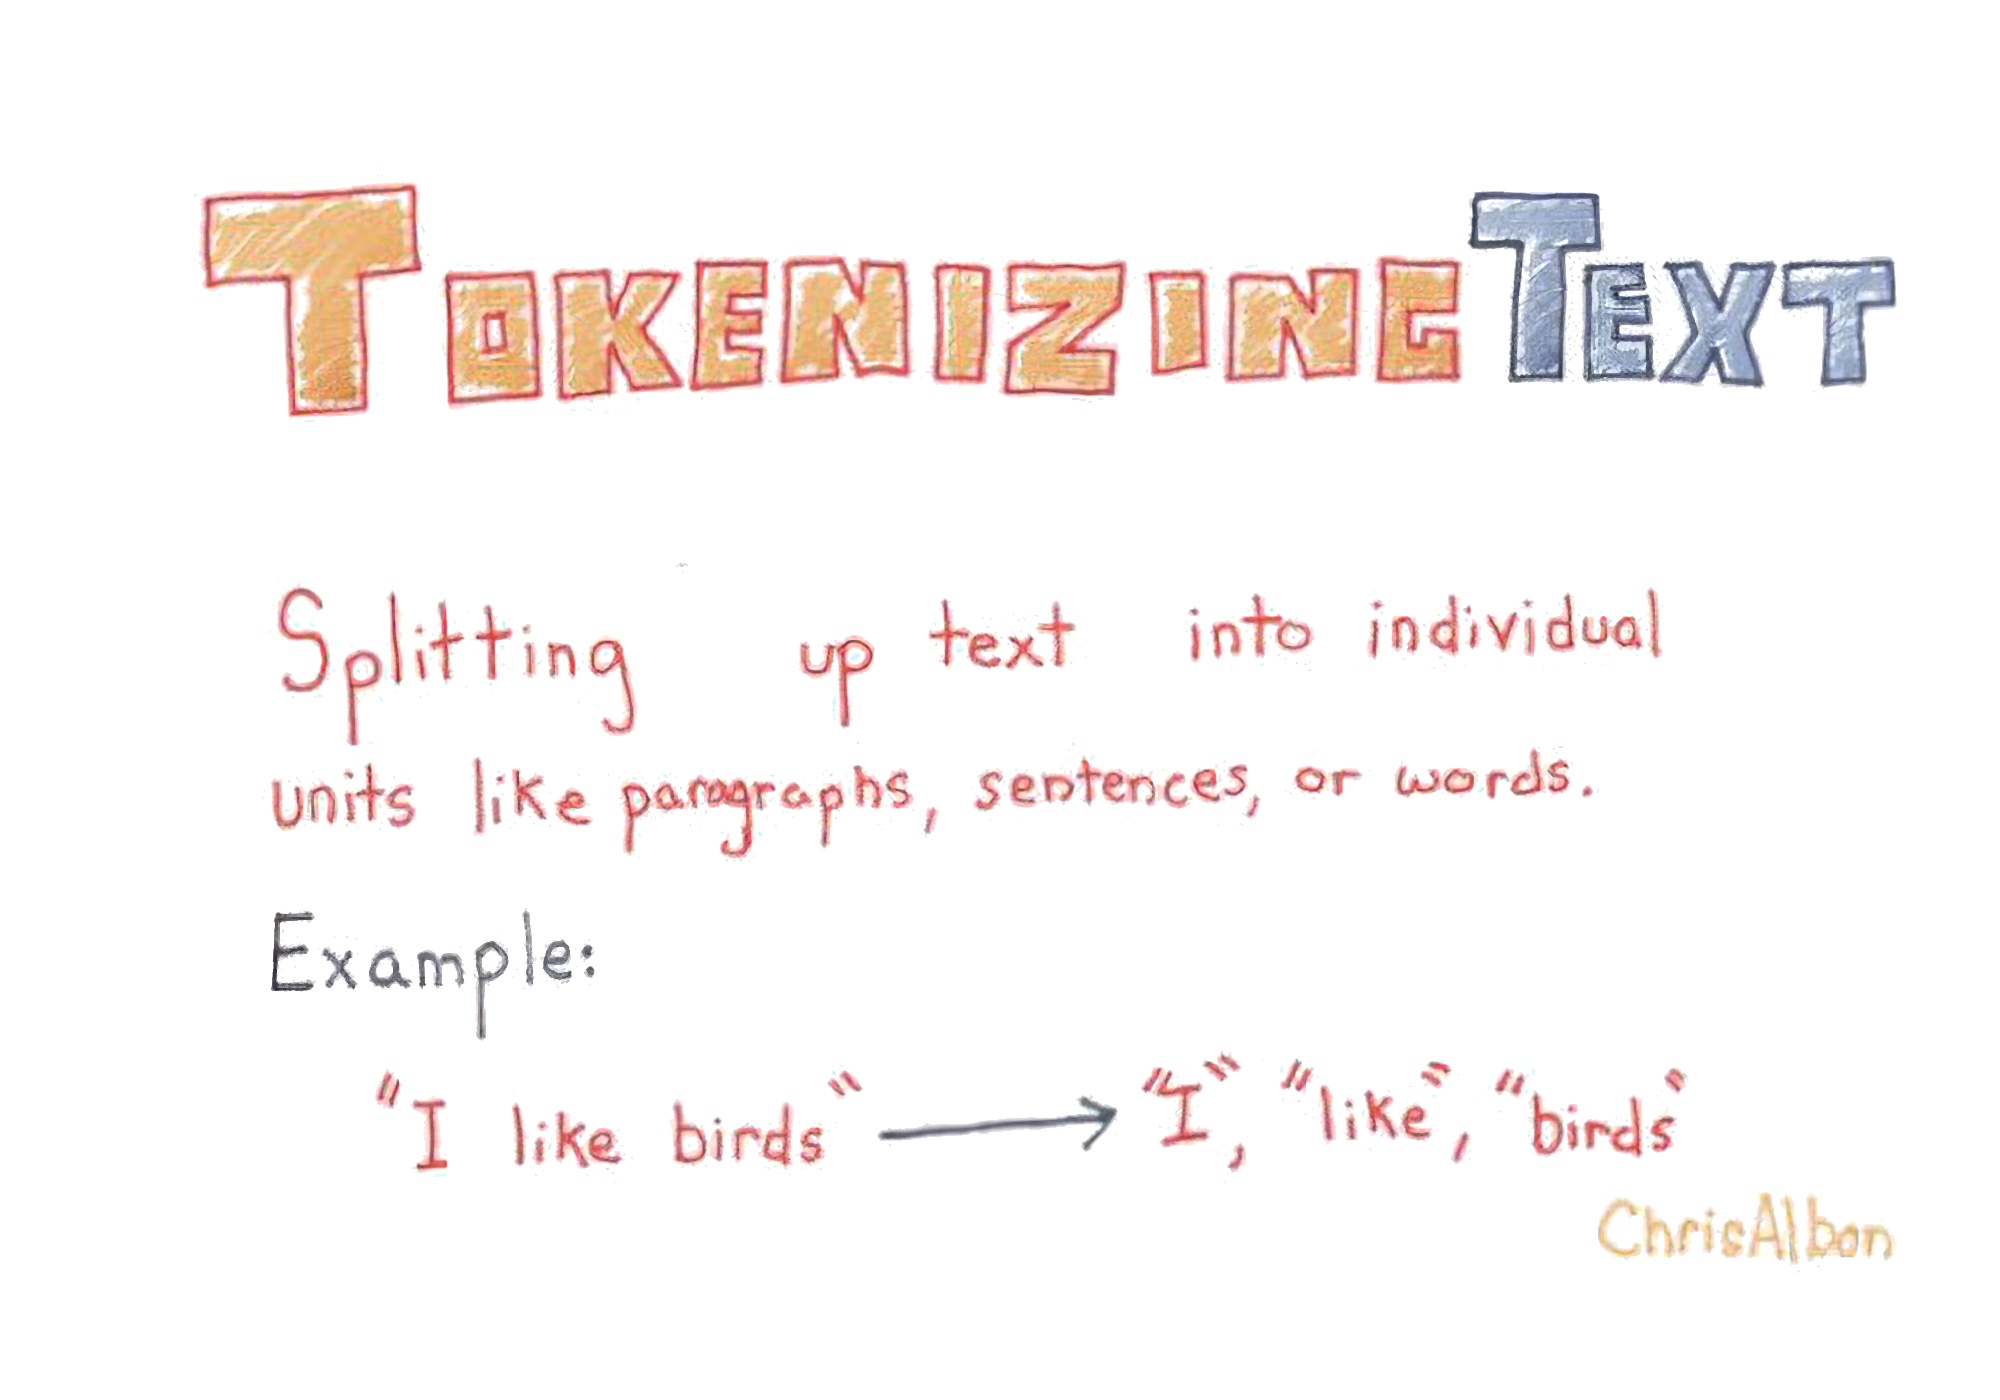 TOKENIZING TEXT
Splitting up text into individual
units like paragraphs, sentences, or words.
Example:
"I like birds" → "I", "like", "birds"
ChrisAlbon